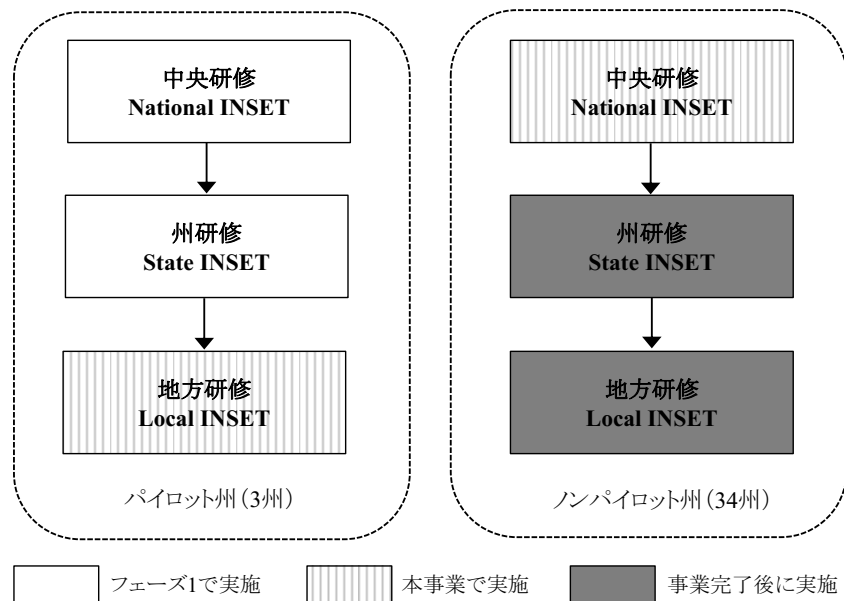 中央研修
National INSET
州研修
State INSET
地方研修
Local INSET
パイロット州（3州）
中央研修
National INSET
州研修
State INSET
地方研修
Local INSET
ノンパイロット州（34州）
フェーズ1で実施
本事業で実施
事業完了後に実施